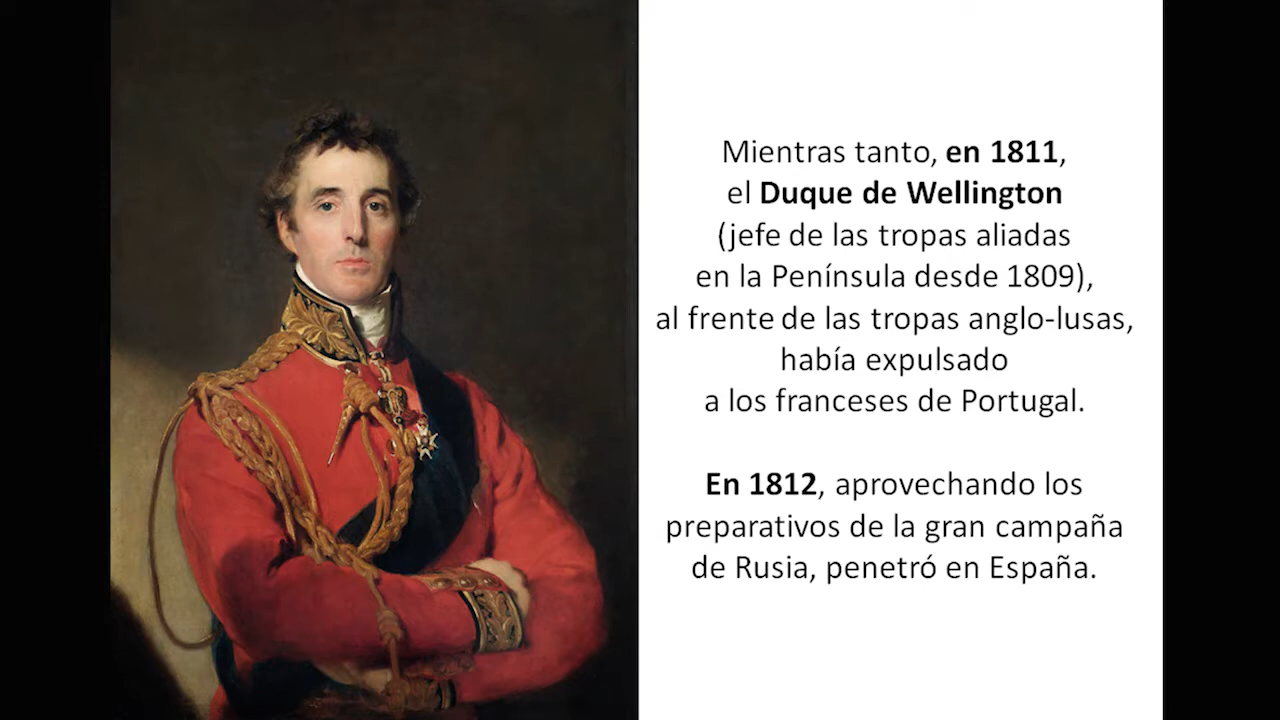 Mientras tanto, en 1811,
el Duque de Wellington
(jefe de las tropas aliadas
en la Península desde 1809),
al frente de las tropas anglo-lusas,
había expulsado
a los franceses de Portugal.
En 1812, aprovechando los
preparativos de la gran campaña
de Rusia, penetró en España.